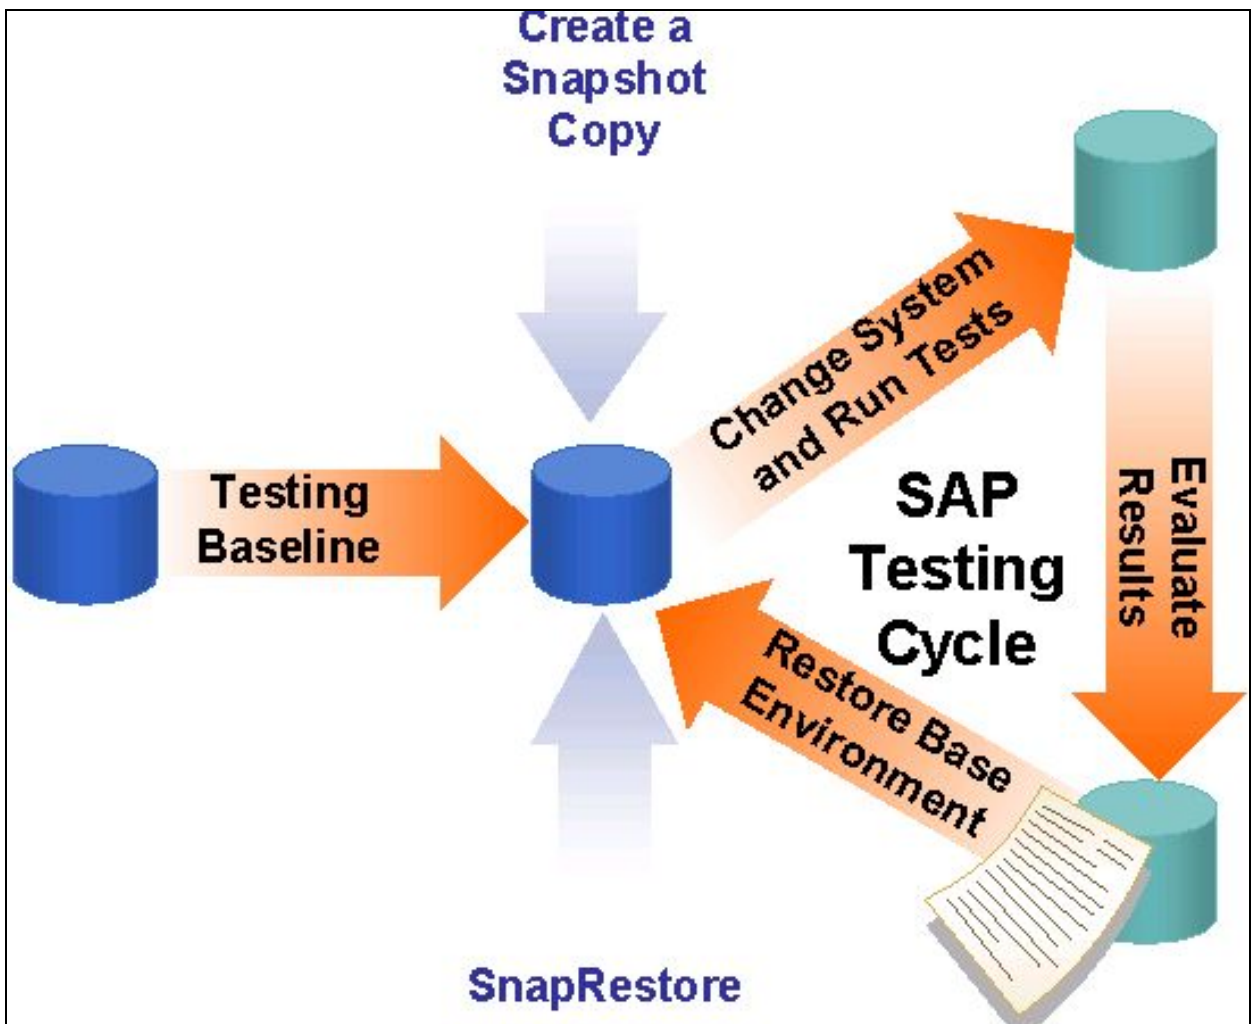 Create a
Snapshot
Copy
Change System
and Run Tests
Testing
Baseline
SAP
Testing
Cycle
Evaluate
Results
Restore Base
Environment
SnapRestore